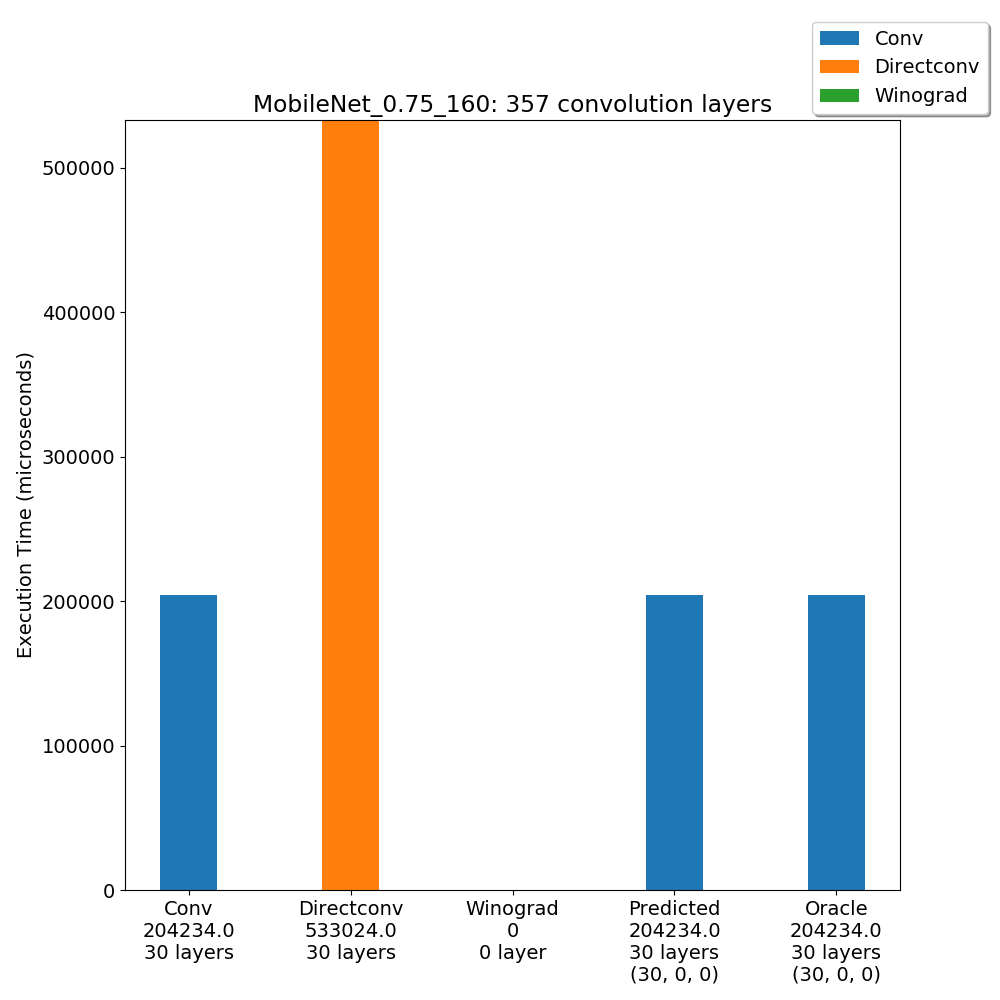 Conv
Directconv
Winograd
MobileNet_0.75_160: 357 convolution layers
Execution Time (microseconds)
500000
400000
300000
200000
100000
0
Conv
204234.0
30 layers
Directconv
533024.0
30 layers
Winograd
0
0 layer
Predicted
204234.0
30 layers
(30, 0, 0)
Oracle
204234.0
30 layers
(30, 0, 0)